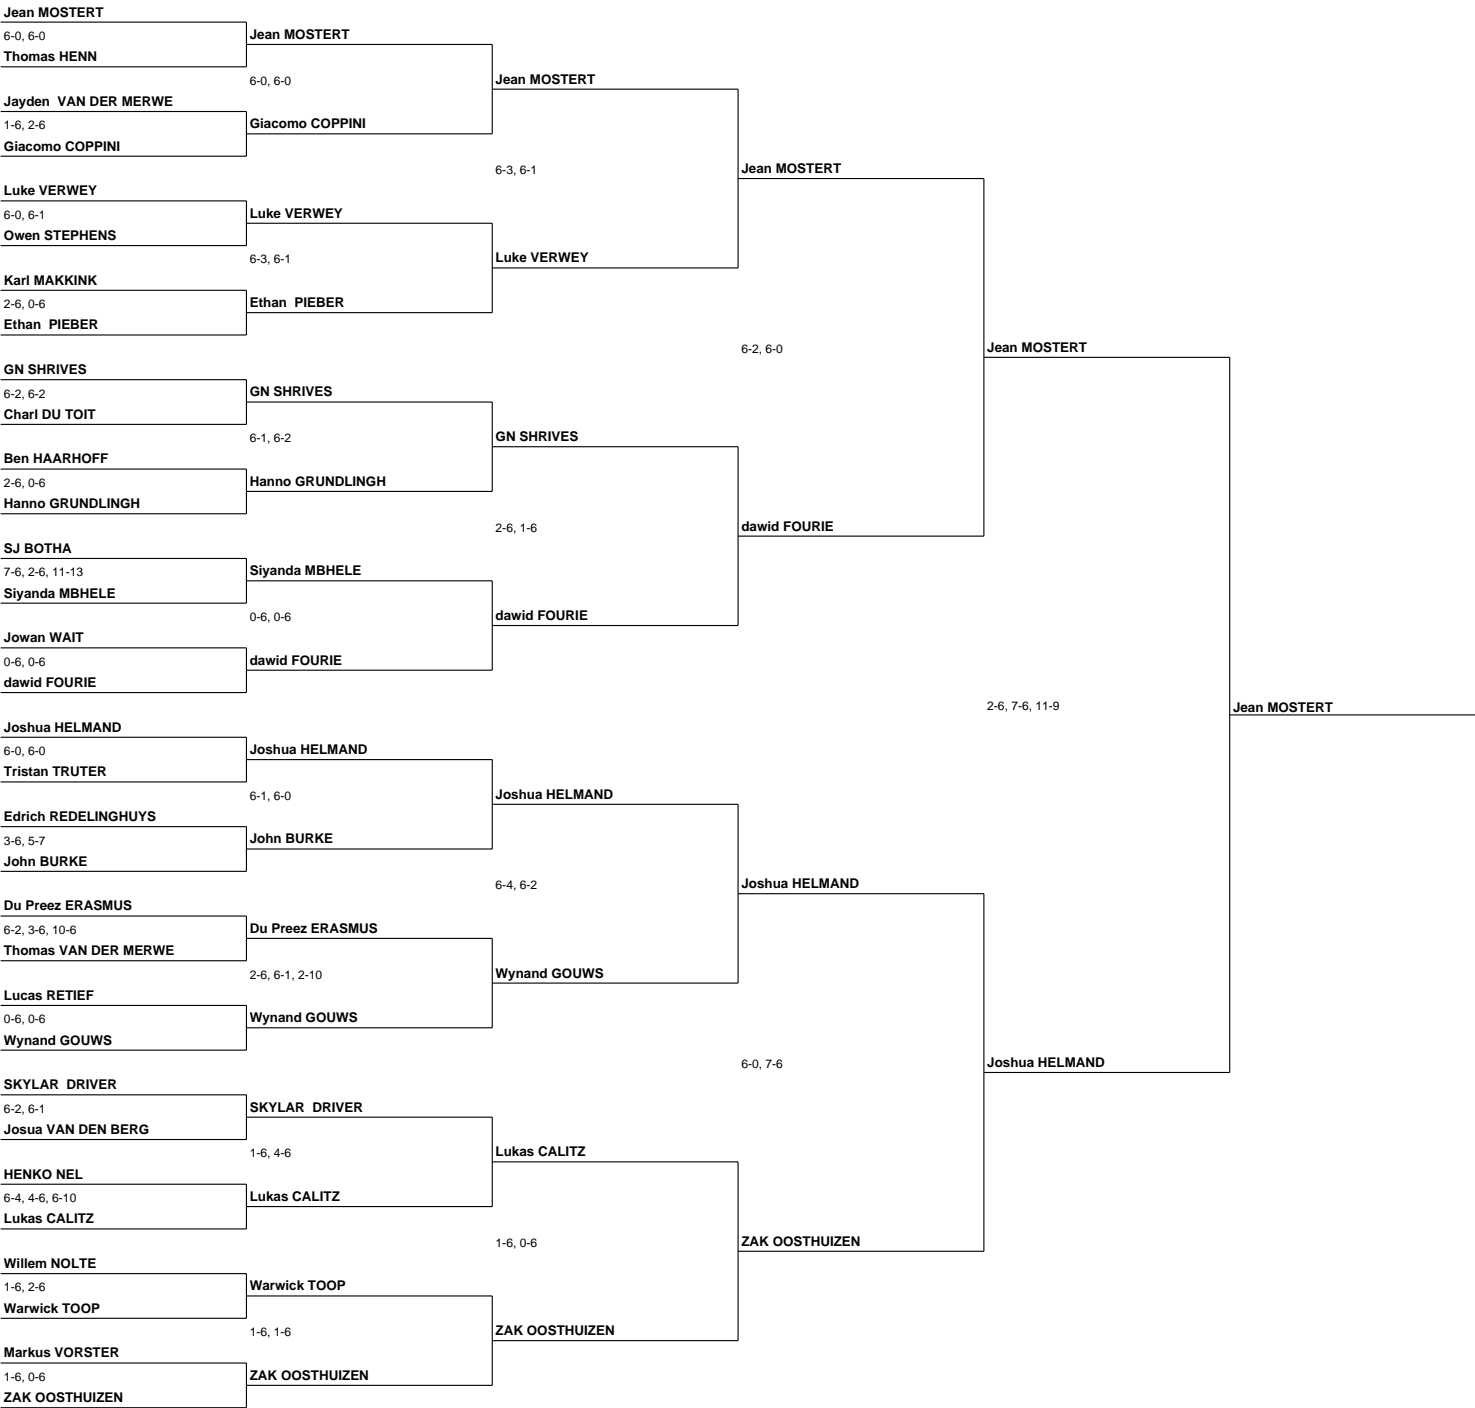 Jean MOSTERT
6-0, 6-0
Jean MOSTERT
Thomas HENN
6-0, 6-0
Jean MOSTERT
Jayden  VAN DER MERWE
1-6, 2-6
Giacomo COPPINI
Giacomo COPPINI
6-3, 6-1
Jean MOSTERT
Luke VERWEY
6-0, 6-1
Luke VERWEY
Owen STEPHENS
6-3, 6-1
Luke VERWEY
Karl MAKKINK
2-6, 0-6
Ethan  PIEBER
Ethan  PIEBER
6-2, 6-0
Jean MOSTERT
GN SHRIVES
6-2, 6-2
GN SHRIVES
Charl DU TOIT
6-1, 6-2
GN SHRIVES
Ben HAARHOFF
2-6, 0-6
Hanno GRUNDLINGH
Hanno GRUNDLINGH
2-6, 1-6
dawid FOURIE
SJ BOTHA
7-6, 2-6, 11-13
Siyanda MBHELE
Siyanda MBHELE
0-6, 0-6
dawid FOURIE
Jowan WAIT
0-6, 0-6
dawid FOURIE
dawid FOURIE
2-6, 7-6, 11-9
Jean MOSTERT
Joshua HELMAND
6-0, 6-0
Joshua HELMAND
Tristan TRUTER
6-1, 6-0
Joshua HELMAND
Edrich REDELINGHUYS
3-6, 5-7
John BURKE
John BURKE
6-4, 6-2
Joshua HELMAND
Du Preez ERASMUS
6-2, 3-6, 10-6
Du Preez ERASMUS
Thomas VAN DER MERWE
2-6, 6-1, 2-10
Wynand GOUWS
Lucas RETIEF
0-6, 0-6
Wynand GOUWS
Wynand GOUWS
6-0, 7-6
Joshua HELMAND
SKYLAR  DRIVER
6-2, 6-1
SKYLAR  DRIVER
Josua VAN DEN BERG
1-6, 4-6
Lukas CALITZ
HENKO NEL
6-4, 4-6, 6-10
Lukas CALITZ
Lukas CALITZ
1-6, 0-6
ZAK OOSTHUIZEN
Willem NOLTE
1-6, 2-6
Warwick TOOP
Warwick TOOP
1-6, 1-6
ZAK OOSTHUIZEN
Markus VORSTER
1-6, 0-6
ZAK OOSTHUIZEN
ZAK OOSTHUIZEN